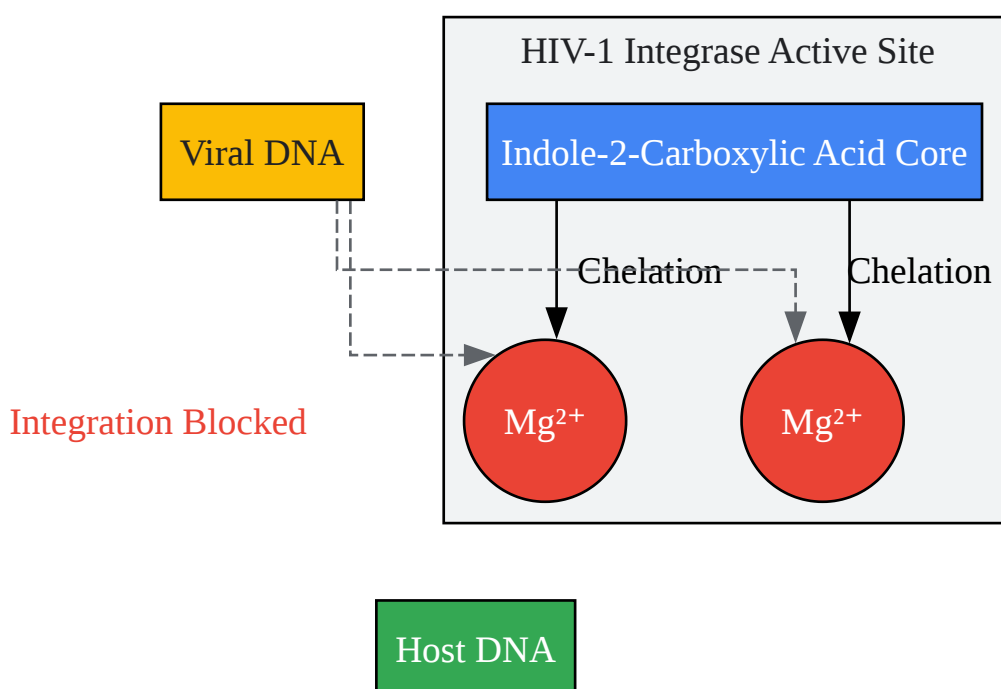 HIV-1 Integrase Active Site
Viral DNA
Indole-2-Carboxylic Acid Core
Chelation
Chelation
Integration Blocked
Mg²⁺
Mg²⁺
Host DNA